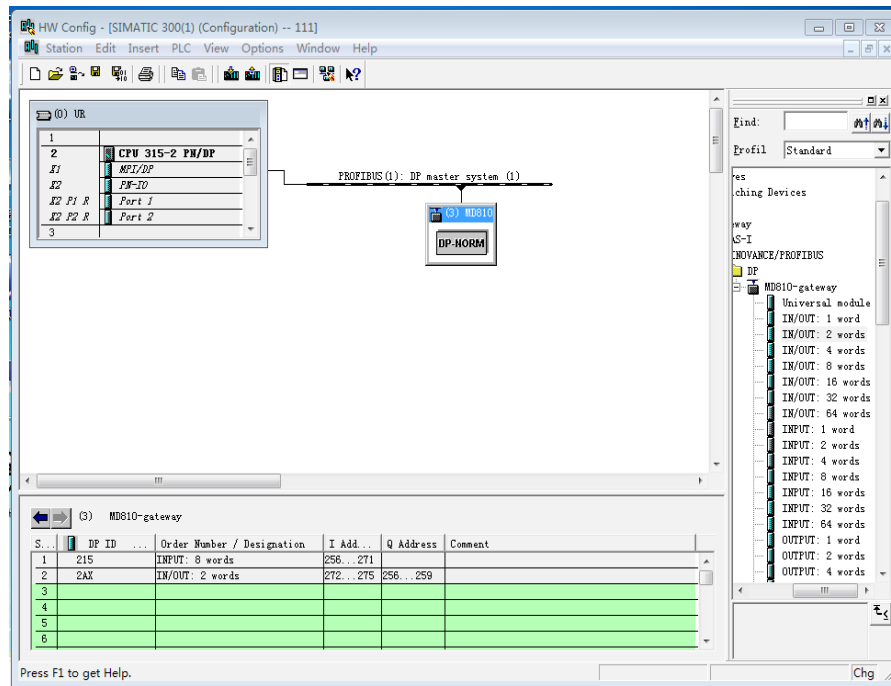 HW Config - [SIMATIC 300(1) (Configuration) -- 111]
Station Edit Insert PLC View Options Window Help
(0) UR
1
2 CPU 315-2 PN/DP
X1 MPI/DP
X2 PN-IO
X2 P1 R Port 1
X2 P2 R Port 2
3
PROFIBUS(1): DP master system (1)
(3) MD810
DP-NORM
Find:
Profil Standard
res
ching Devices
way
AS-I
INOVANCE/PROFIBUS
DP
MD810-gateway
Universal module
IN/OUT: 1 word
IN/OUT: 2 words
IN/OUT: 4 words
IN/OUT: 8 words
IN/OUT: 16 words
IN/OUT: 32 words
IN/OUT: 64 words
INPUT: 1 word
INPUT: 2 words
INPUT: 4 words
INPUT: 8 words
INPUT: 16 words
INPUT: 32 words
INPUT: 64 words
OUTPUT: 1 word
OUTPUT: 2 words
OUTPUT: 4 words
(3) MD810-gateway
S... DP ID ... Order Number / Designation I Add... Q Address Comment
1 215 INPUT: 8 words 256...271
2 2AX IN/OUT: 2 words 272...275 256...259
3
4
5
6
Press F1 to get Help.
Chg